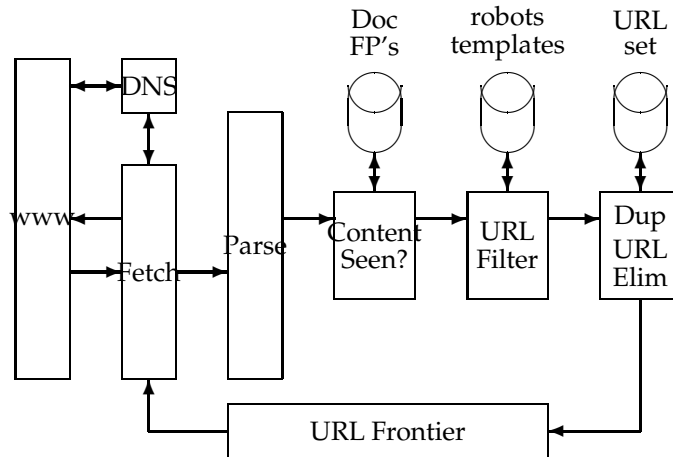 Doc
FP's
robots
templates
URL
set
DNS
www
Fetch
Parse
Content
Seen?
URL
Filter
Dup
URL
Elim
URL Frontier